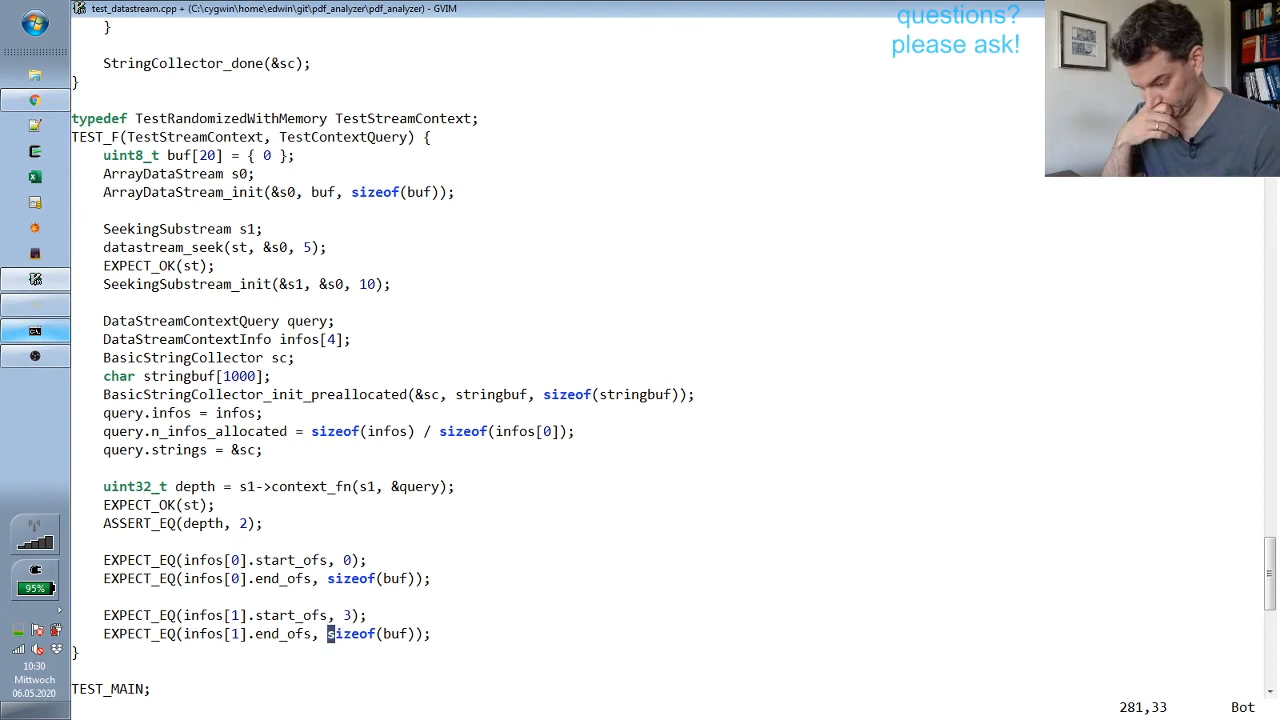 test_datastream.cpp + (C:\cygwin\home\edwin\git\pdf_analyzer\pdf_analyzer) - GVIM
questions?
please ask!
}
StringCollector_done(&sc);
}
typedef TestRandomizedWithMemory TestStreamContext;
TEST_F(TestStreamContext, TestContextQuery) {
uint8_t buf[20] = { 0 };
ArrayDataStream s0;
ArrayDataStream_init(&s0, buf, sizeof(buf));
SeekingSubstream s1;
datastream_seek(st, &s0, 5);
EXPECT_OK(st);
SeekingSubstream_init(&s1, &s0, 10);
DataStreamContextQuery query;
DataStreamContextInfo infos[4];
BasicStringCollector sc;
char stringbuf[1000];
BasicStringCollector_init_preallocated(&sc, stringbuf, sizeof(stringbuf));
query.infos = infos;
query.n_infos_allocated = sizeof(infos) / sizeof(infos[0]);
query.strings = &sc;
uint32_t depth = s1->context_fn(s1, &query);
EXPECT_OK(st);
ASSERT_EQ(depth, 2);
EXPECT_EQ(infos[0].start_ofs, 0);
EXPECT_EQ(infos[0].end_ofs, sizeof(buf));
EXPECT_EQ(infos[1].start_ofs, 3);
EXPECT_EQ(infos[1].end_ofs, sizeof(buf));
}
TEST_MAIN;
281,33 Bot
95%
10:30
Mittwoch
06.05.2020